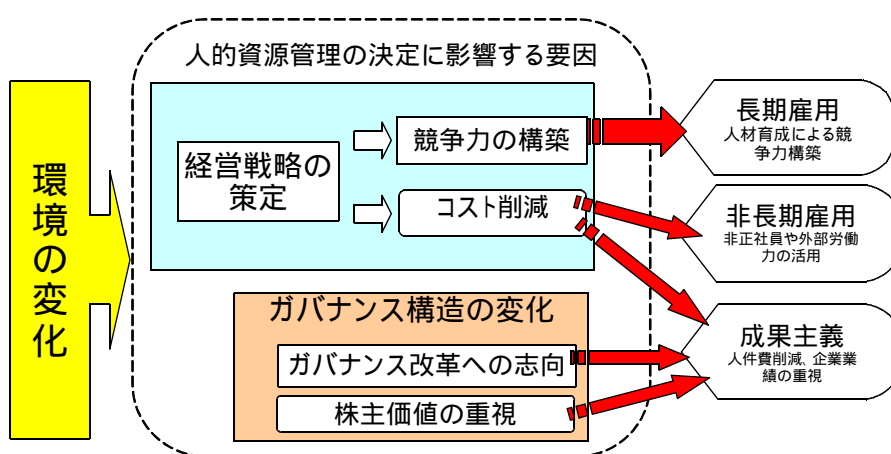 人的資源管理の決定に影響する要因
環境の変化
経営戦略の
策定
競争力の構築
コスト削減
ガバナンス構造の変化
ガバナンス改革への志向
株主価値の重視
長期雇用
人材育成による競
争力構築
非長期雇用
非正社員や外部労働
力の活用
成果主義
人件費削減、企業業
績の重視